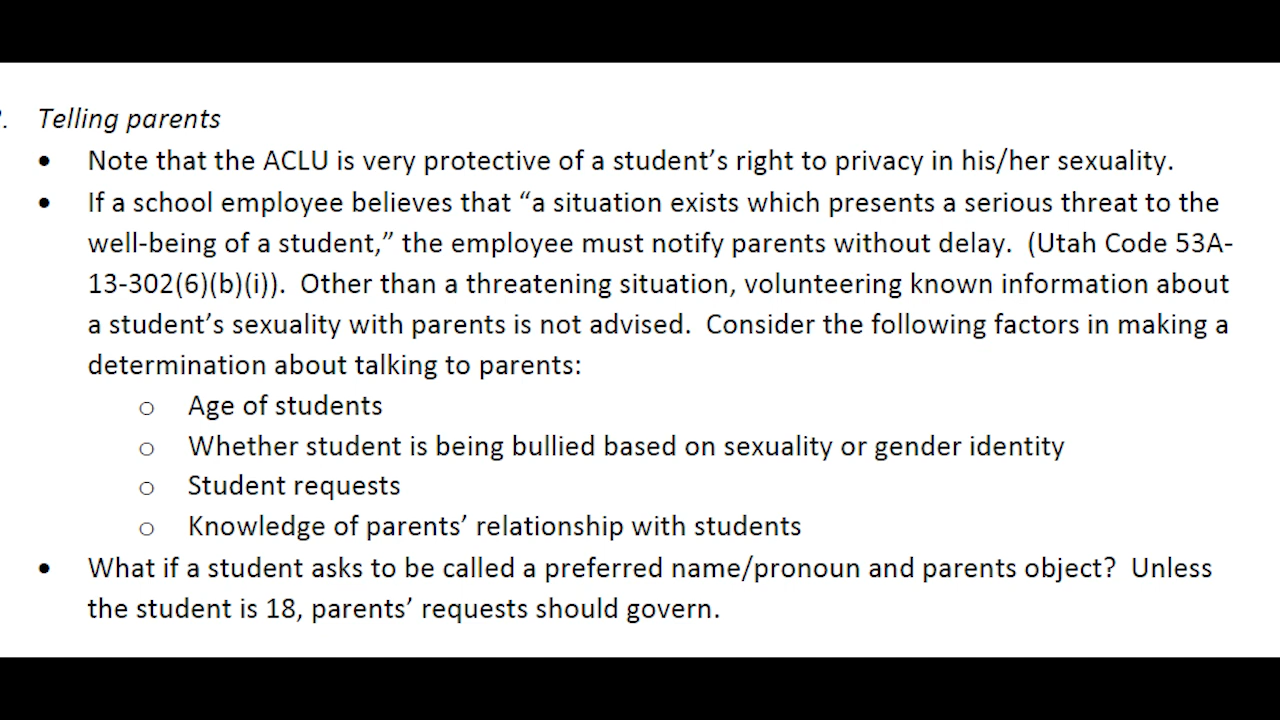 . Telling parents
• Note that the ACLU is very protective of a student’s right to privacy in his/her sexuality.
• If a school employee believes that “a situation exists which presents a serious threat to the
well-being of a student,” the employee must notify parents without delay. (Utah Code 53A-
13-302(6)(b)(i)). Other than a threatening situation, volunteering known information about
a student’s sexuality with parents is not advised. Consider the following factors in making a
determination about talking to parents:
o Age of students
o Whether student is being bullied based on sexuality or gender identity
o Student requests
o Knowledge of parents’ relationship with students
• What if a student asks to be called a preferred name/pronoun and parents object? Unless
the student is 18, parents’ requests should govern.